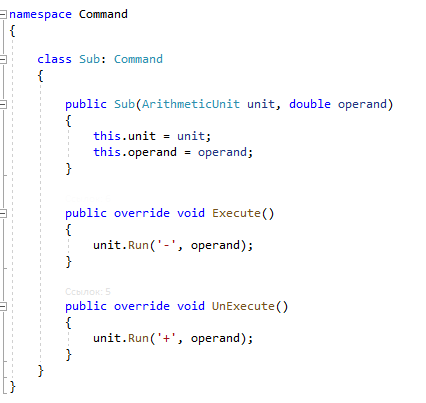 namespace Command
{
class Sub: Command
{
public Sub(ArithmeticUnit unit, double operand)
{
this.unit = unit;
this.operand = operand;
}
public override void Execute()
{
unit.Run('-', operand);
}
Ссылок: 5
public override void UnExecute()
{
unit.Run('+', operand);
}
}
}